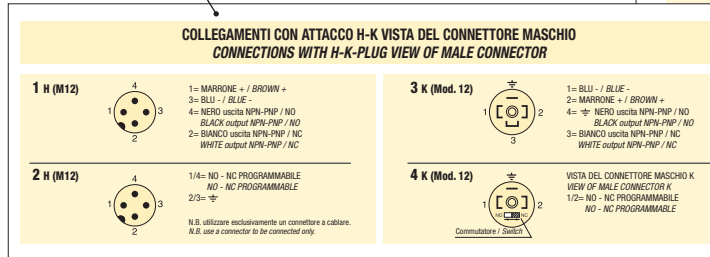 COLLEGAMENTI CON ATTACCO H-K VISTA DEL CONNETTORE MASCHIO
CONNECTIONS WITH H-K-PLUG VIEW OF MALE CONNECTOR
1 H (M12)
4
1
3
2
1= MARRONE + / BROWN +
3= BLU - / BLUE -
4= NERO uscita NPN-PNP / NO
BLACK output NPN-PNP / NO
2= BIANCO uscita NPN-PNP / NC
WHITE output NPN-PNP / NC
2 H (M12)
4
1
3
2
1/4= NO - NC PROGRAMMABILE
NO - NC PROGRAMMABLE
2/3= ⏚
N.B. utilizzare esclusivamente un connettore a cablare.
N.B. use a connector to be connected only.
3 K (Mod. 12)
⏚
1
2
3
1= BLU - / BLUE -
2= MARRONE + / BROWN +
4= ⏚ NERO uscita NPN-PNP / NO
BLACK output NPN-PNP / NO
3= BIANCO uscita NPN-PNP / NC
WHITE output NPN-PNP / NC
4 K (Mod. 12)
⏚
1
2
NO NC
Commutatore / Switch
VISTA DEL CONNETTORE MASCHIO K
VIEW OF MALE CONNECTOR K
1/2= NO - NC PROGRAMMABILE
NO - NC PROGRAMMABLE